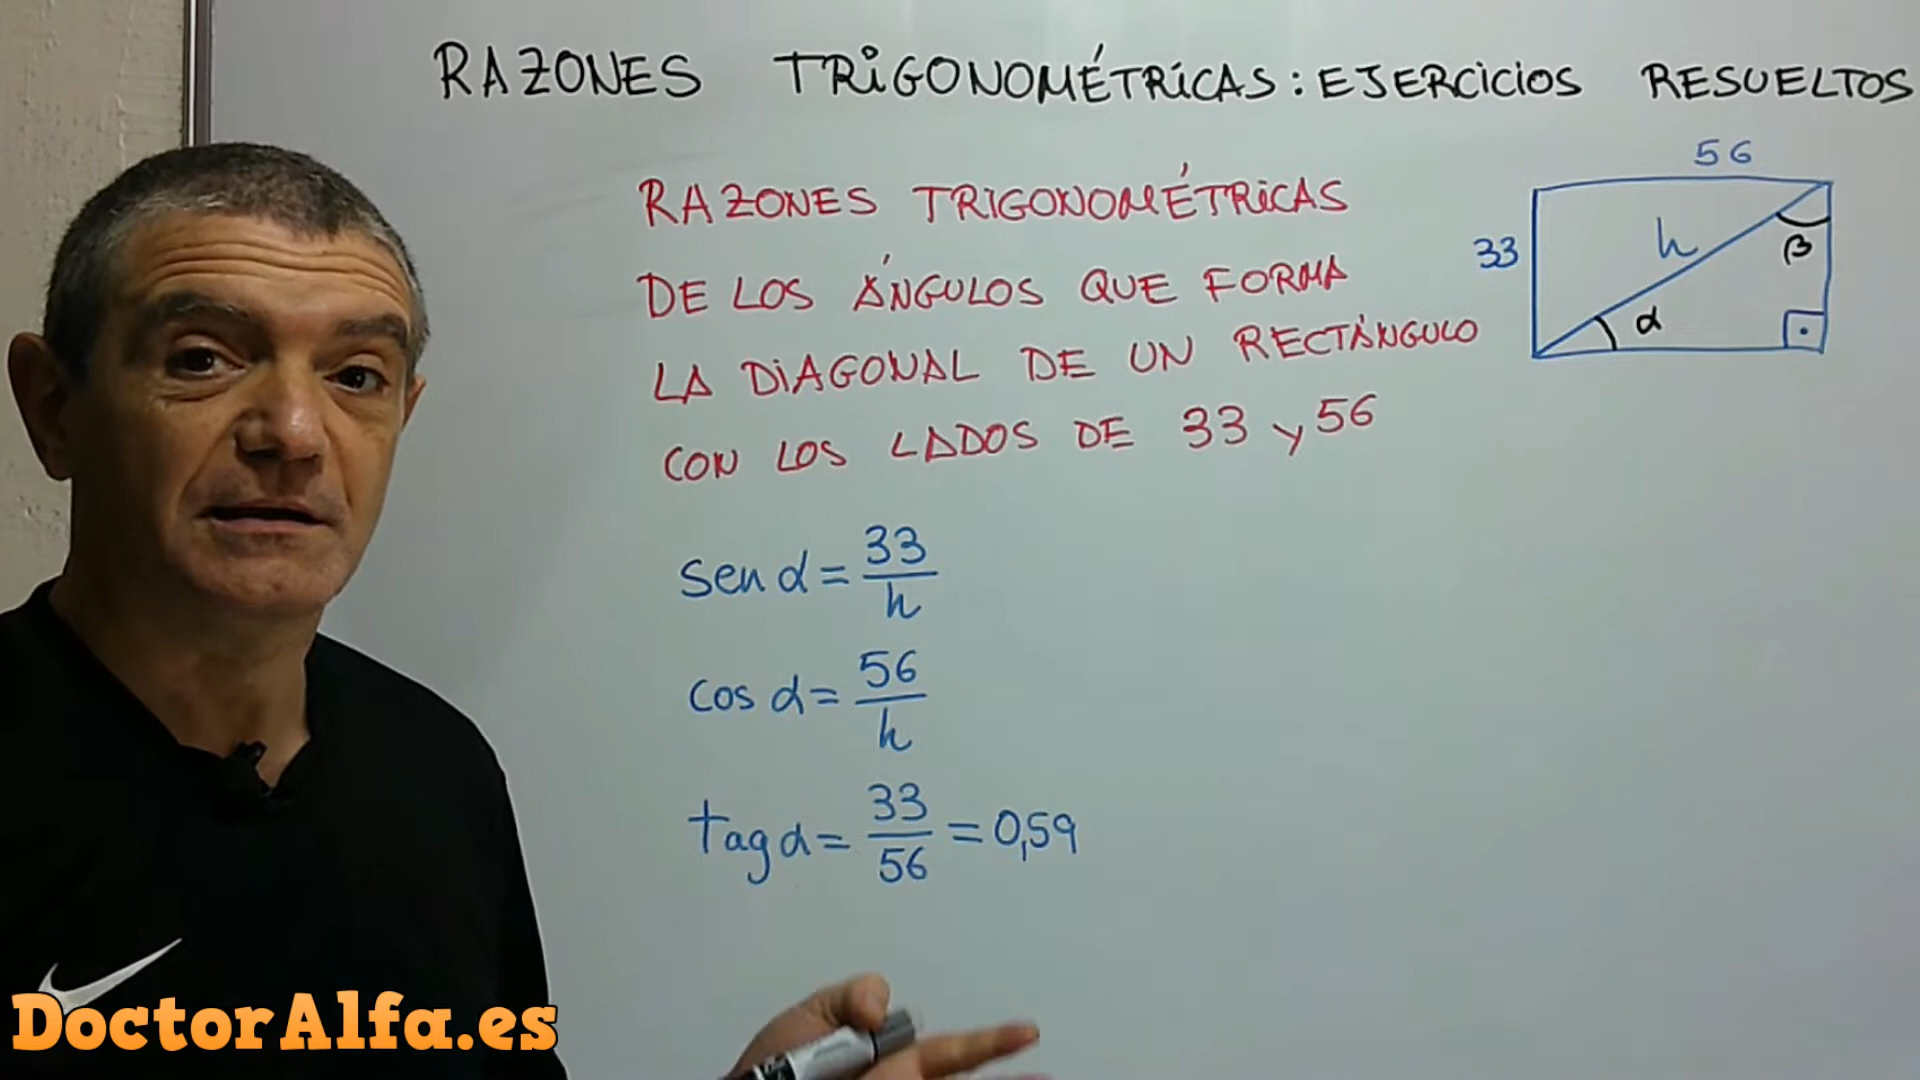 RAZONES TRIGONOMÉTRICAS: EJERCICIOS RESUELTOS
RAZONES TRIGONOMÉTRICAS
DE LOS ÁNGULOS QUE FORMA
LA DIAGONAL DE UN RECTÁNGULO
CON LOS LADOS DE 33 y 56
56
33
h
β
α
sen α = 33/h
cos α = 56/h
tag α = 33/56 = 0,59
DoctorAlfa.es